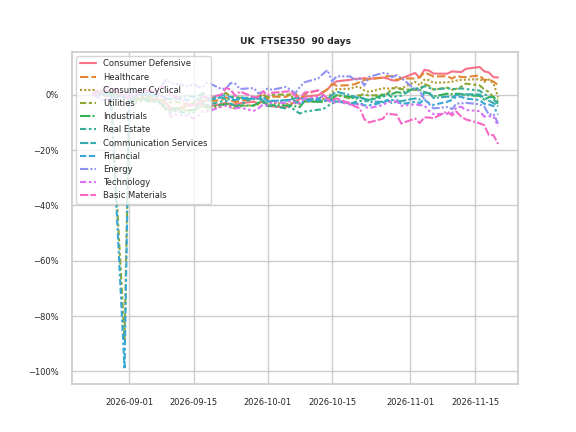 UK  FTSE350  90 days
Consumer Defensive
Healthcare
Consumer Cyclical
Utilities
Industrials
Real Estate
Communication Services
Financial
Energy
Technology
Basic Materials
0%
−20%
−40%
−60%
−80%
−100%
2026-09-01 2026-09-15 2026-10-01 2026-10-15 2026-11-01 2026-11-15